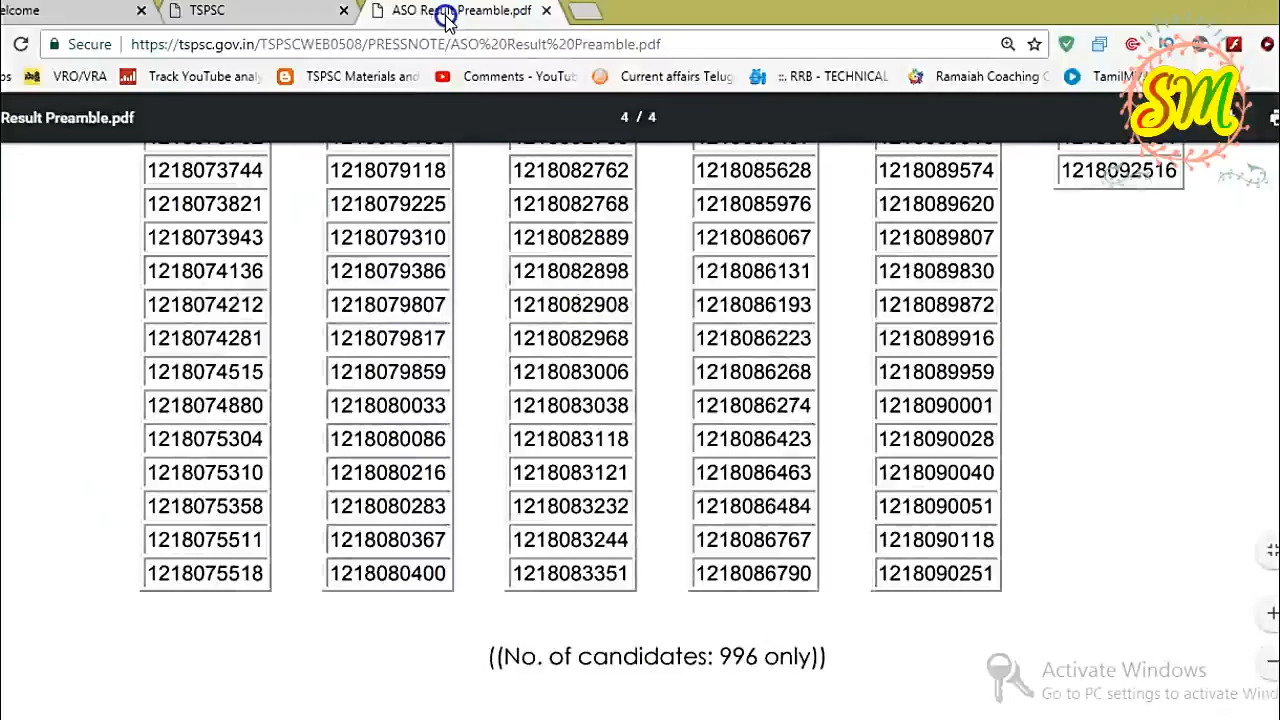 elcome
TSPSC
ASO Result Preamble.pdf
Secure
https://tspsc.gov.in/TSPSCWEB0508/PRESSNOTE/ASO%20Result%20Preamble.pdf
VRO/VRA
Track YouTube anal
TSPSC Materials and
Comments - YouTub
Current affairs Telug
::. RRB - TECHNICAL
Ramaiah Coaching C
SM
Result Preamble.pdf
4 / 4
1218073744 1218079118 1218082762 1218085628 1218089574 1218092516
1218073821 1218079225 1218082768 1218085976 1218089620
1218073943 1218079310 1218082889 1218086067 1218089807
1218074136 1218079386 1218082898 1218086131 1218089830
1218074212 1218079807 1218082908 1218086193 1218089872
1218074281 1218079817 1218082968 1218086223 1218089916
1218074515 1218079859 1218083006 1218086268 1218089959
1218074880 1218080033 1218083038 1218086274 1218090001
1218075304 1218080086 1218083118 1218086423 1218090028
1218075310 1218080216 1218083121 1218086463 1218090040
1218075358 1218080283 1218083232 1218086484 1218090051
1218075511 1218080367 1218083244 1218086767 1218090118
1218075518 1218080400 1218083351 1218086790 1218090251
((No. of candidates: 996 only))
Activate Windows
Go to PC settings to activate Wind